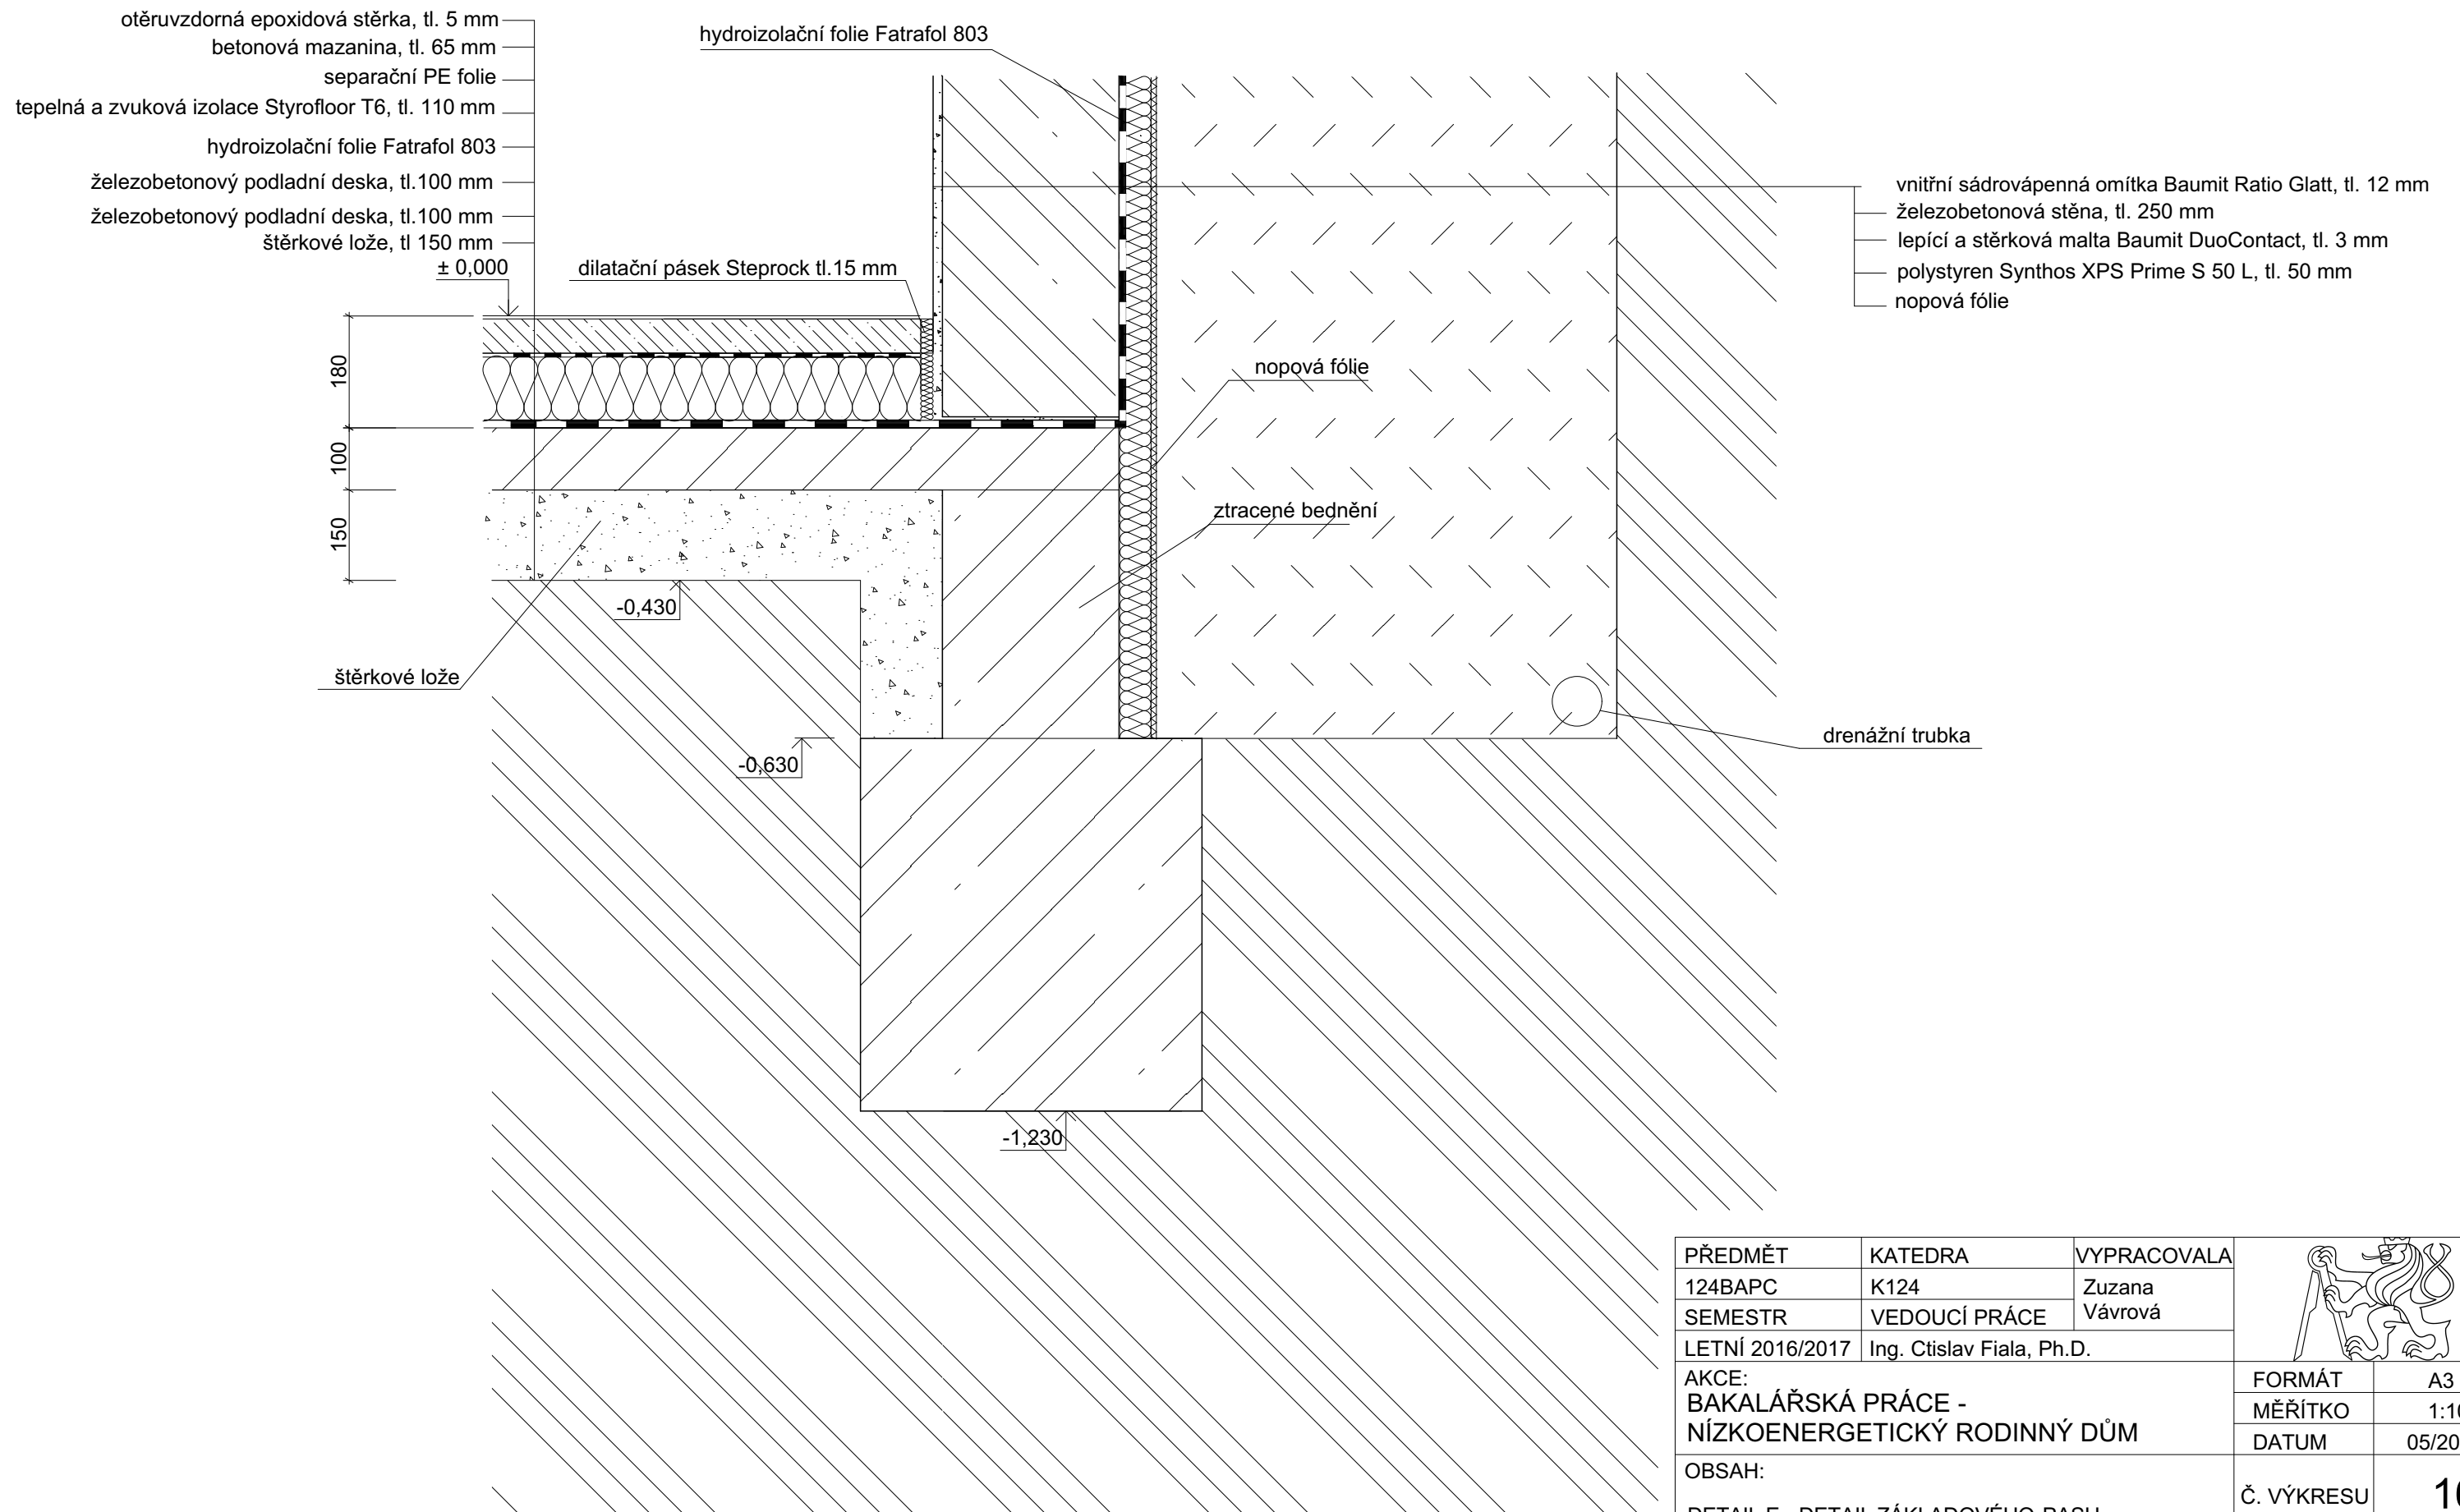 otěruvzdorná epoxidová stěrka, tl. 5 mm
betonová mazanina, tl. 65 mm
separační PE folie
tepelná a zvuková izolace Styrofloor T6, tl. 110 mm
hydroizolační folie Fatrafol 803
železobetonový podladní deska, tl.100 mm
železobetonový podladní deska, tl.100 mm
štěrkové lože, tl 150 mm
± 0,000
hydroizolační folie Fatrafol 803
dilatační pásek Steprock tl.15 mm
vnitřní sádrovápenná omítka Baumit Ratio Glatt, tl. 12 mm
železobetonová stěna, tl. 250 mm
lepící a stěrková malta Baumit DuoContact, tl. 3 mm
polystyren Synthos XPS Prime S 50 L, tl. 50 mm
nopová fólie
180
100
150
nopová fólie
ztracené bednění
-0,430
štěrkové lože
-0,630
drenážní trubka
-1,230
PŘEDMĚT KATEDRA VYPRACOVALA
124BAPC K124 Zuzana
SEMESTR VEDOUCÍ PRÁCE Vávrová
LETNÍ 2016/2017 Ing. Ctislav Fiala, Ph.D.
AKCE:
BAKALÁŘSKÁ PRÁCE -
NÍZKOENERGETICKÝ RODINNÝ DŮM
FORMÁT A3
MĚŘÍTKO
DATUM
OBSAH:
Č. VÝKRESU
DETAIL DETAIL ZÁKLADOVÉHO PASU